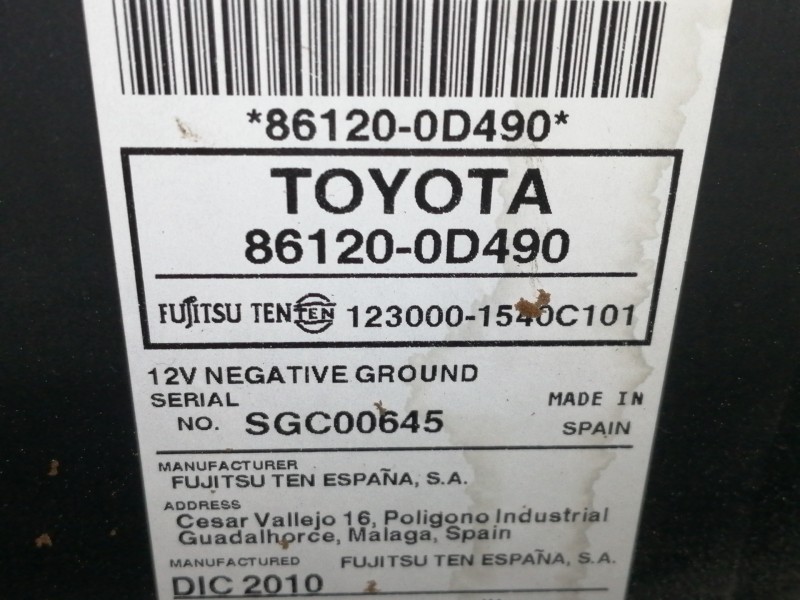 *86120-0D490*
TOYOTA
86120-0D490
FUJITSU TEN TEN 123000-1540C101
12V NEGATIVE GROUND
SERIAL MADE IN
NO. SGC00645 SPAIN
MANUFACTURER
FUJITSU TEN ESPAÑA, S.A.
ADDRESS
Cesar Vallejo 16, Poligono Industrial
Guadalhorce, Malaga, Spain
MANUFACTURED FUJITSU TEN ESPAÑA, S.A.
DIC 2010